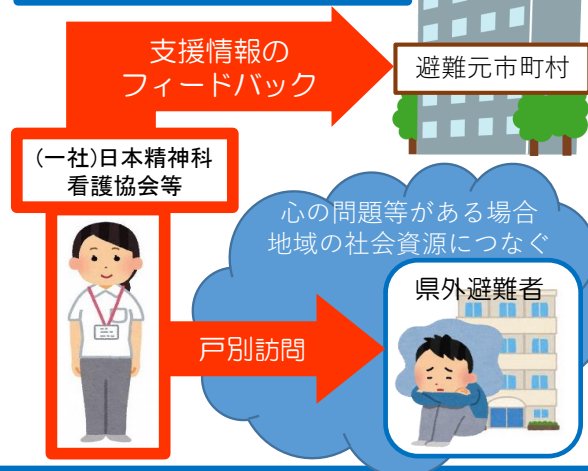 支援情報の
フィードバック
避難元市町村
(一社)日本精神科
看護協会等
心の問題等がある場合
地域の社会資源につなぐ
県外避難者
戸別訪問